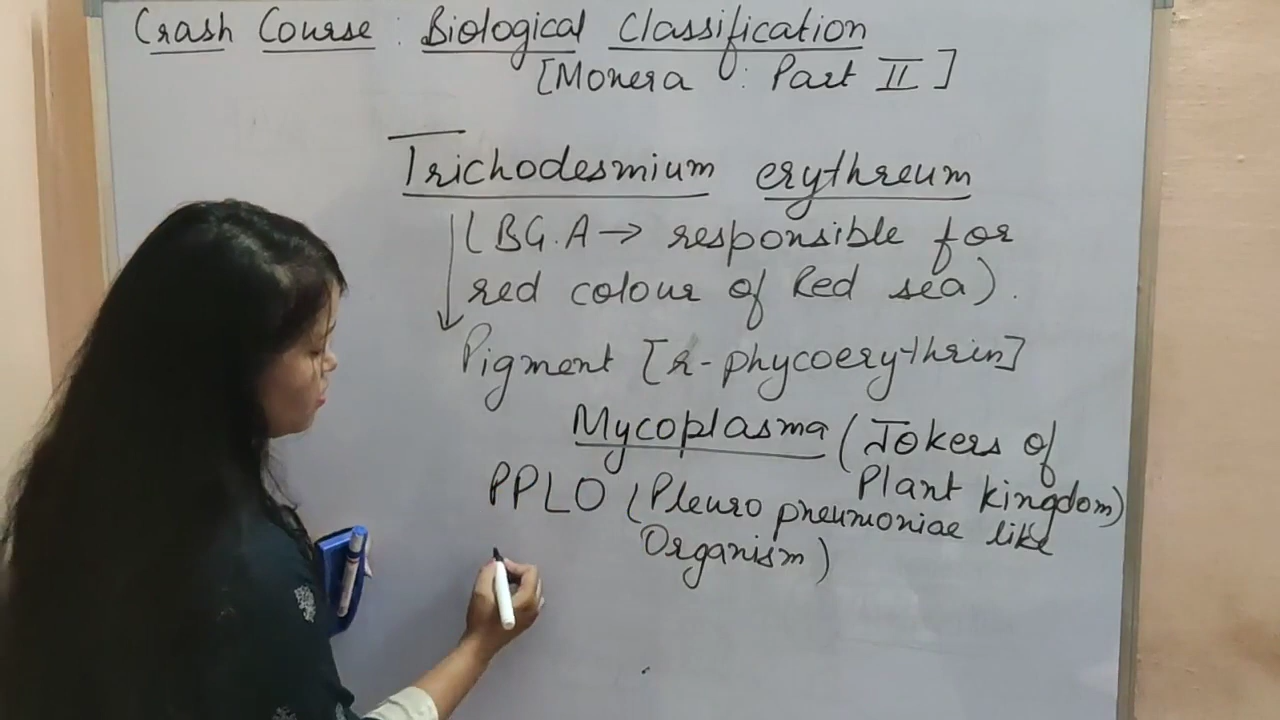 Crash Course : Biological Classification
[Monera : Part II]
Trichodesmium erythreum
(BG.A → responsible for
red colour of Red sea).
Pigment [r-phycoerythrin]
Mycoplasma (Jokers of
Plant kingdom)
PPLO (Pleuro pneumoniae like
Organism)